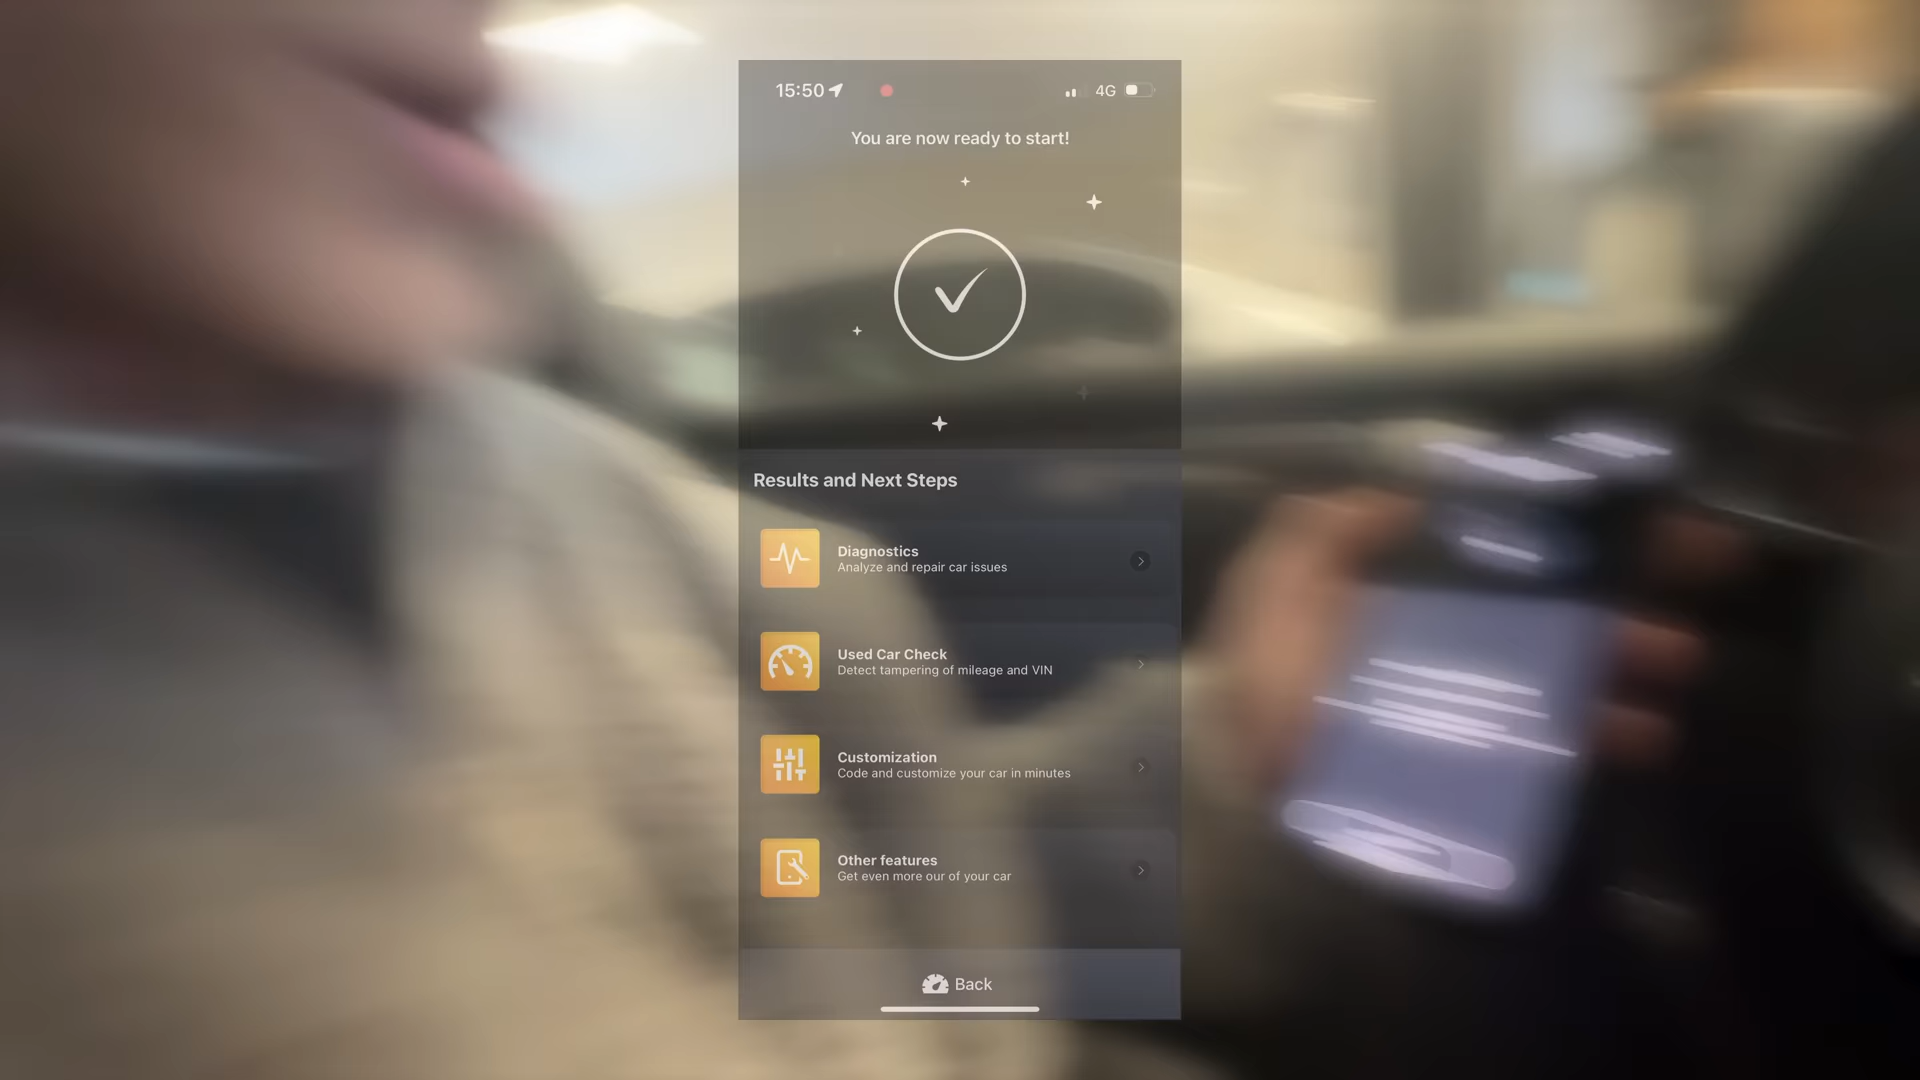 15:50
4G
You are now ready to start!
Results and Next Steps
Diagnostics
Analyze and repair car issues
Used Car Check
Detect tampering of mileage and VIN
Customization
Code and customize your car in minutes
Other features
Get even more our of your car
Back